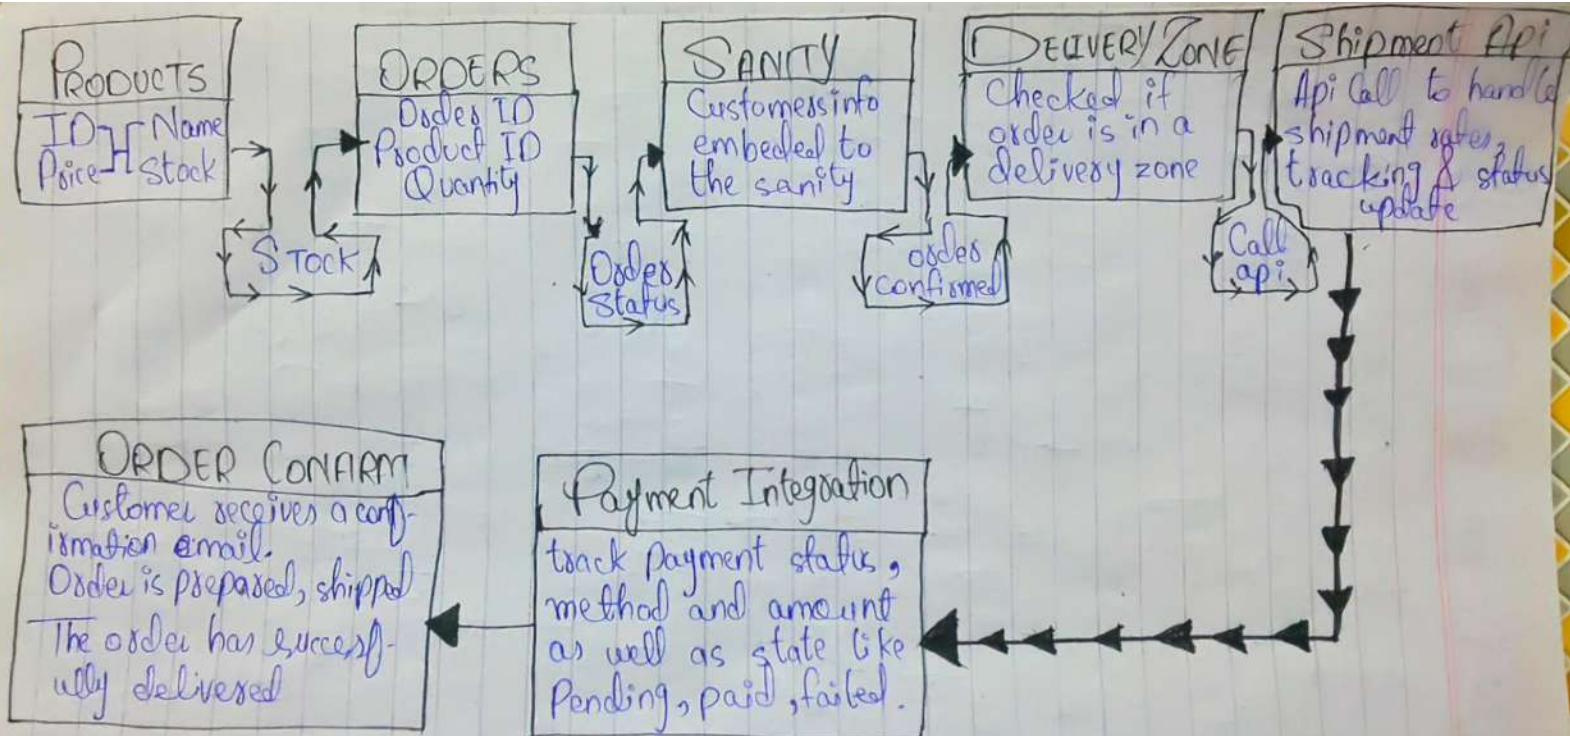 PRODUCTS
ID Name
Price Stock
STOCK
ORDERS
Order ID
Product ID
Quantity
Order
Status
SANITY
Customers info
embeded to
the sanity
order
confirmed
DELIVERY ZONE
Checked if
order is in a
delivery zone
Call
api
Shipment Api
Api Call to handle
shipment rates,
tracking & status
update
Payment Integration
track payment status,
method and amount
as well as state like
Pending, paid, failed.
ORDER CONFIRM
Customer receives a conf-
irmation email.
Order is prepared, shipped
The order has successf-
ully delivered